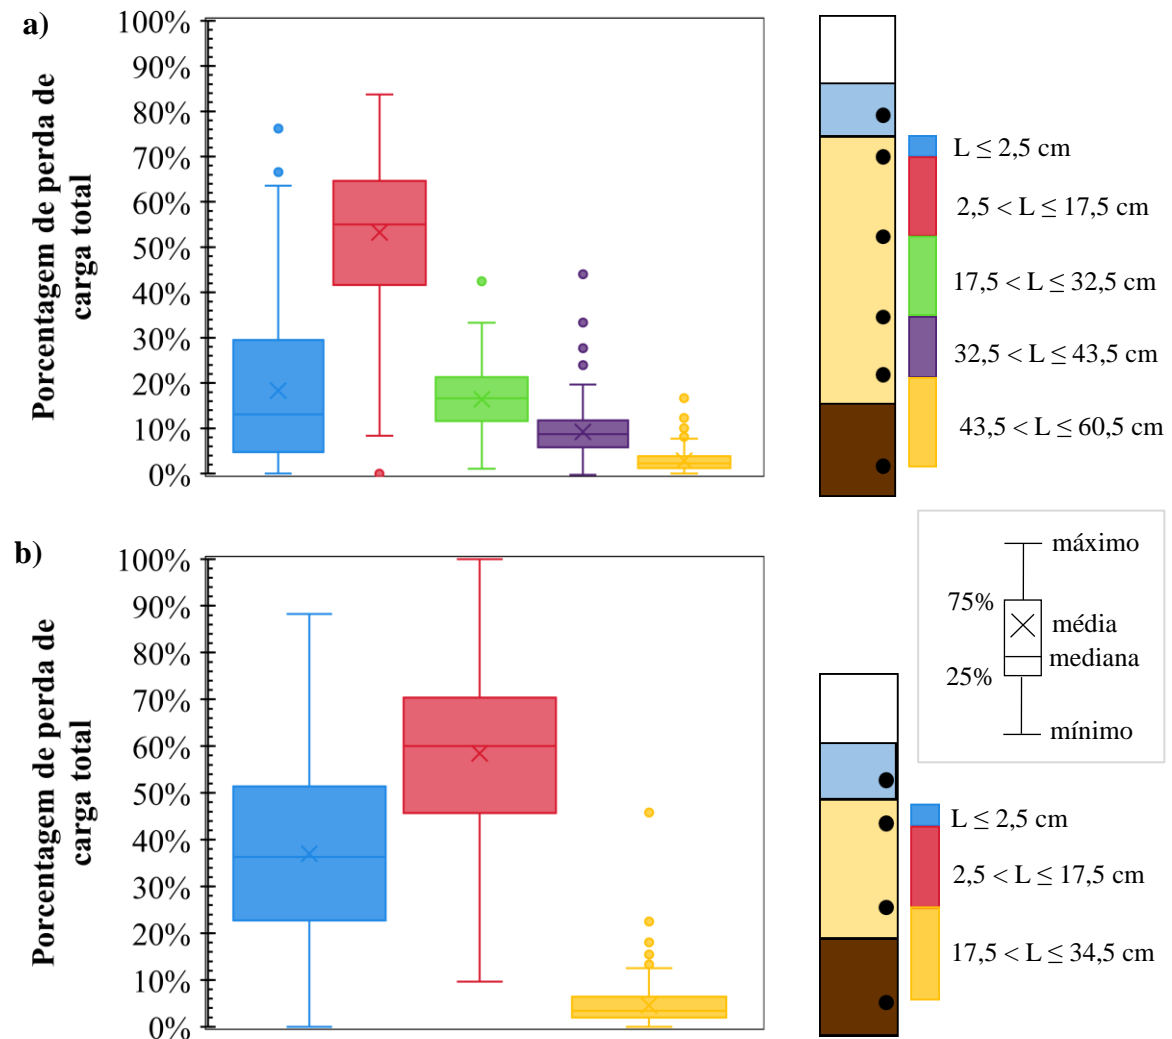 a)
Porcentagem de perda de
carga total
100%
90%
80%
70%
60%
50%
40%
30%
20%
10%
0%
L ≤ 2,5 cm
2,5 < L ≤ 17,5 cm
17,5 < L ≤ 32,5 cm
32,5 < L ≤ 43,5 cm
43,5 < L ≤ 60,5 cm
b)
Porcentagem de perda de
carga total
100%
90%
80%
70%
60%
50%
40%
30%
20%
10%
0%
máximo
75%
média
mediana
25%
mínimo
L ≤ 2,5 cm
2,5 < L ≤ 17,5 cm
17,5 < L ≤ 34,5 cm